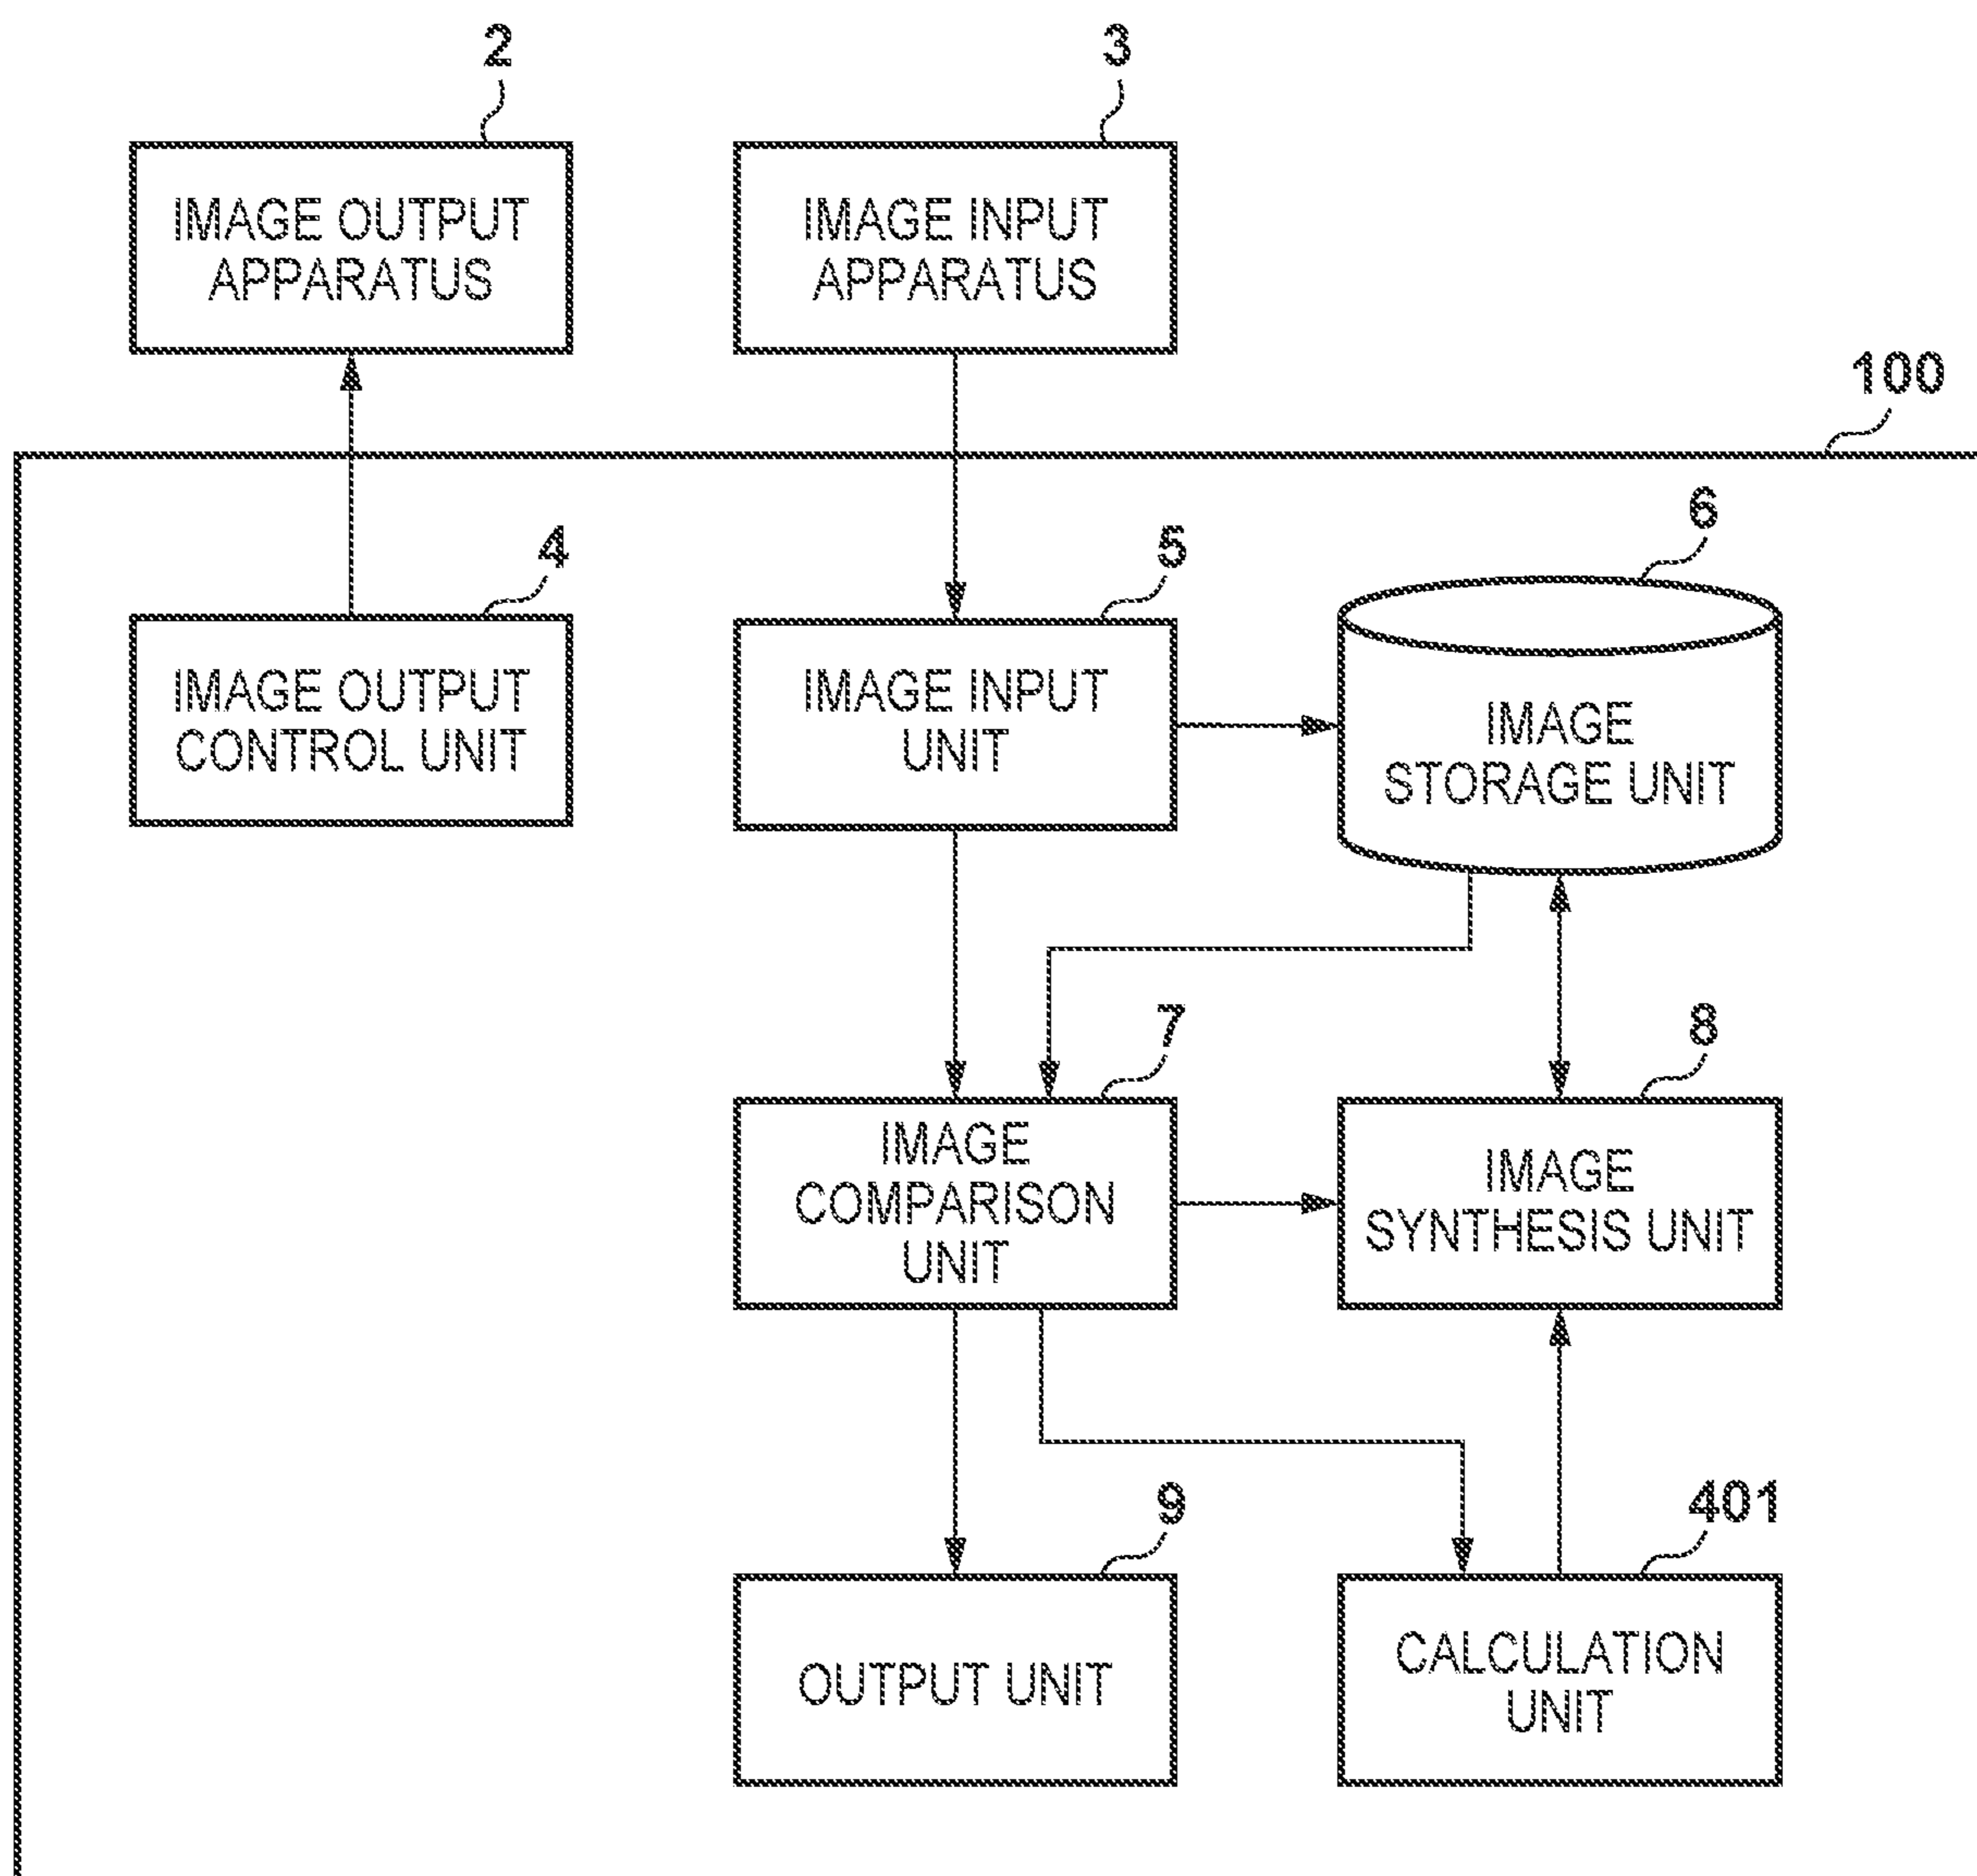 2
3
IMAGE OUTPUT
APPARATUS
IMAGE INPUT
APPARATUS
100
4
5
6
IMAGE OUTPUT
CONTROL UNIT
IMAGE INPUT
UNIT
IMAGE
STORAGE UNIT
7
8
IMAGE
COMPARISON
UNIT
IMAGE
SYNTHESIS UNIT
9
401
OUTPUT UNIT
CALCULATION
UNIT